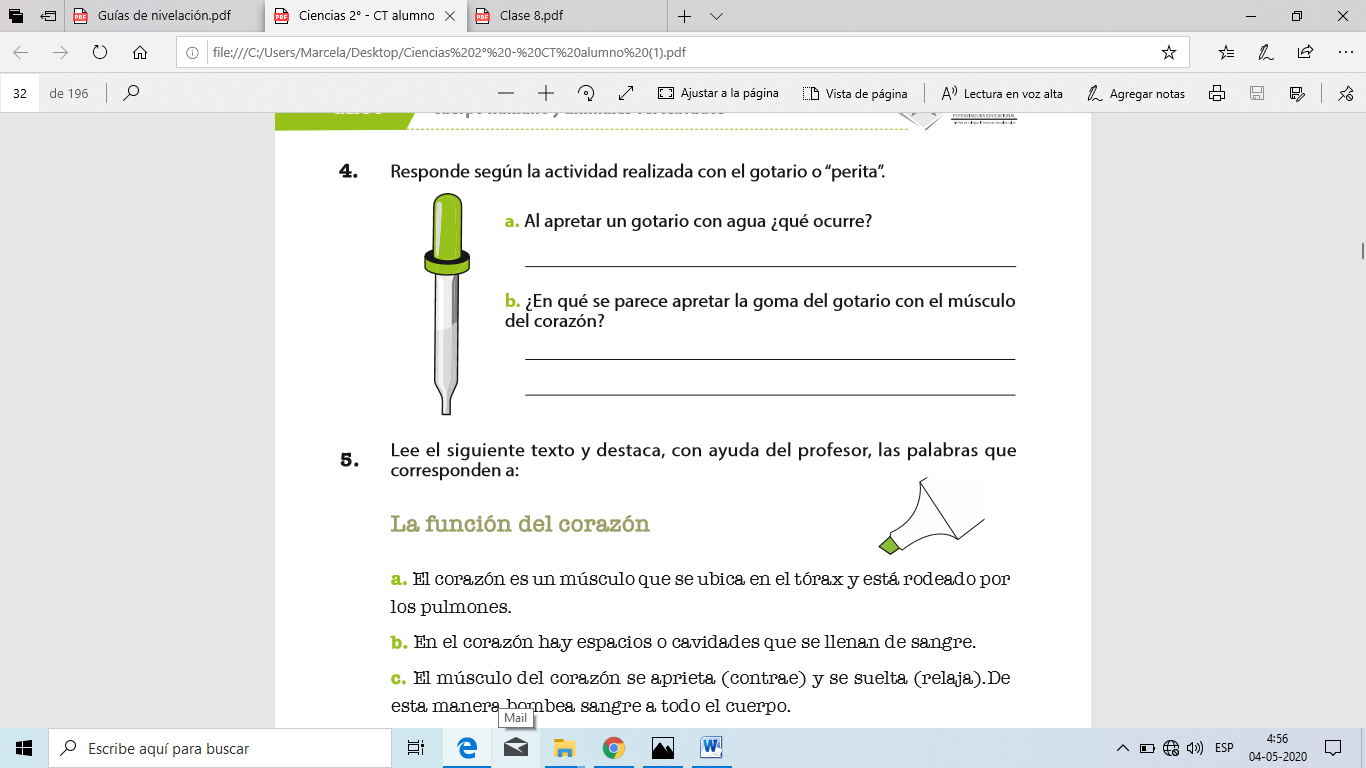 Guías de nivelación.pdf
Ciencias 2° - CT alumno
Clase 8.pdf
file:///C:/Users/Marcela/Desktop/Ciencias%202°%20-%20CT%20alumno%20(1).pdf
32 de 196
Ajustar a la página
Vista de página
Lectura en voz alta
Agregar notas
POTENCIADORA EDUCACIONAL
4. Responde según la actividad realizada con el gotario o “perita”.
a. Al apretar un gotario con agua ¿qué ocurre?
b. ¿En qué se parece apretar la goma del gotario con el músculo
del corazón?
5. Lee el siguiente texto y destaca, con ayuda del profesor, las palabras que
corresponden a:
La función del corazón
a. El corazón es un músculo que se ubica en el tórax y está rodeado por
los pulmones.
b. En el corazón hay espacios o cavidades que se llenan de sangre.
c. El músculo del corazón se aprieta (contrae) y se suelta (relaja).De
esta manera bombea sangre a todo el cuerpo.
Mail
Escribe aquí para buscar
ESP
4:56
04-05-2020